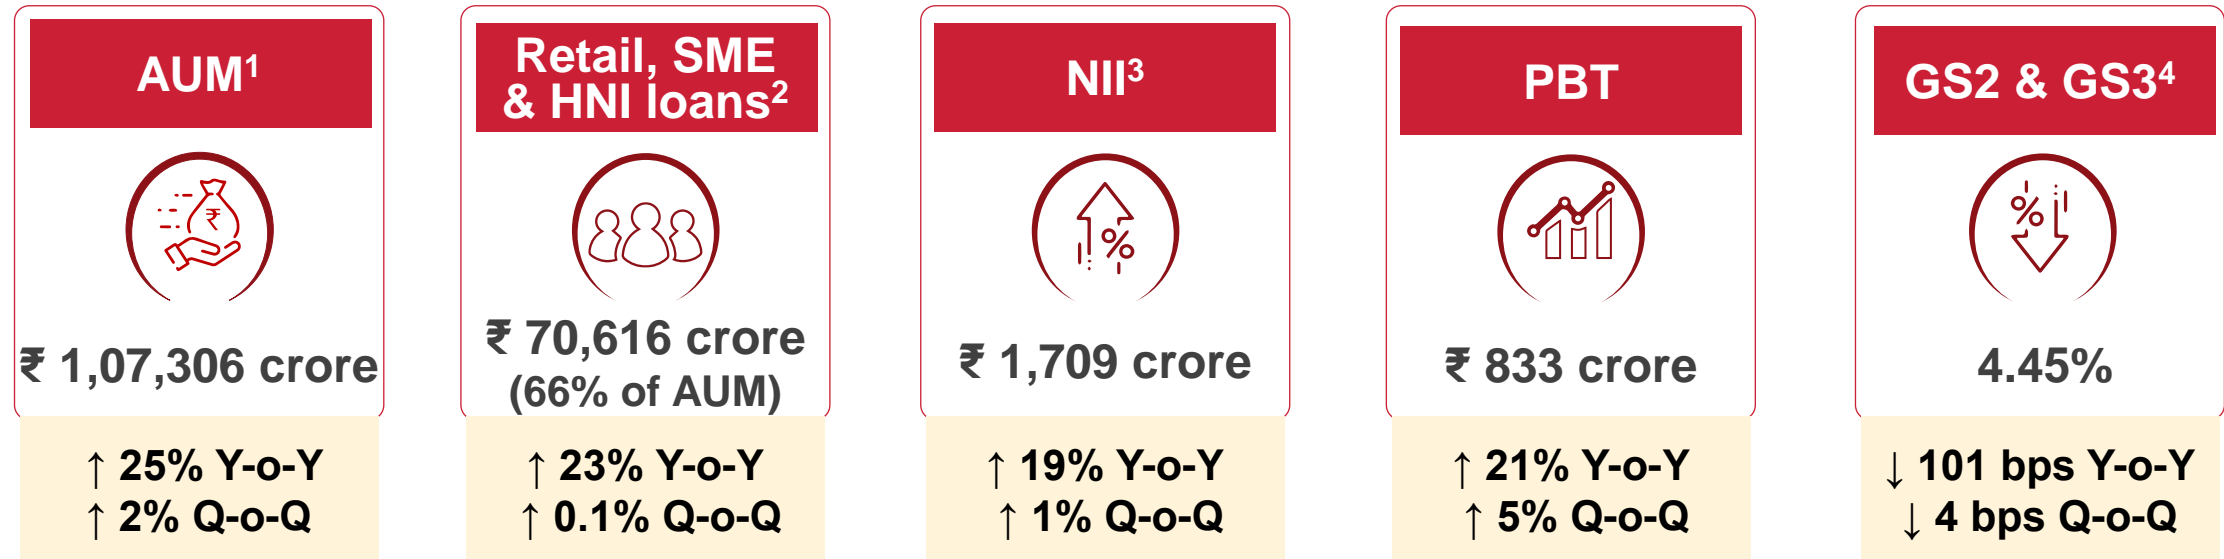 AUM¹
₹ 1,07,306 crore
↑ 25% Y-o-Y
↑ 2% Q-o-Q
Retail, SME
& HNI loans²
₹ 70,616 crore
(66% of AUM)
↑ 23% Y-o-Y
↑ 0.1% Q-o-Q
NII³
₹ 1,709 crore
↑ 19% Y-o-Y
↑ 1% Q-o-Q
PBT
₹ 833 crore
↑ 21% Y-o-Y
↑ 5% Q-o-Q
GS2 & GS3⁴
4.45%
↓ 101 bps Y-o-Y
↓ 4 bps Q-o-Q